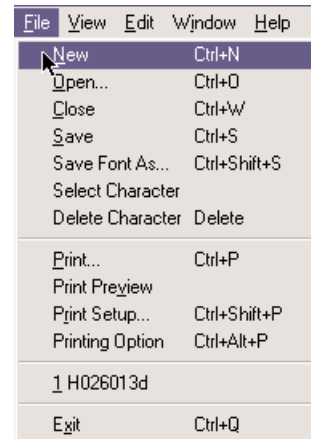 File View Edit Window Help
New Ctrl+N
Open... Ctrl+O
Close Ctrl+W
Save Ctrl+S
Save Font As... Ctrl+Shift+S
Select Character
Delete Character Delete
Print... Ctrl+P
Print Preview
Print Setup... Ctrl+Shift+P
Printing Option Ctrl+Alt+P
1 H026013d
Exit Ctrl+Q